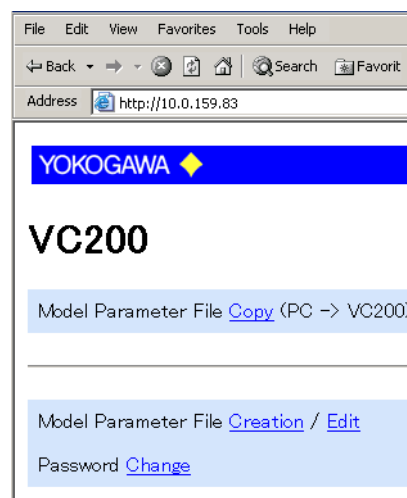 File Edit View Favorites Tools Help
Back Search Favorit
Address http://10.0.159.83
YOKOGAWA
VC200
Model Parameter File Copy (PC -> VC200)
Model Parameter File Creation / Edit
Password Change